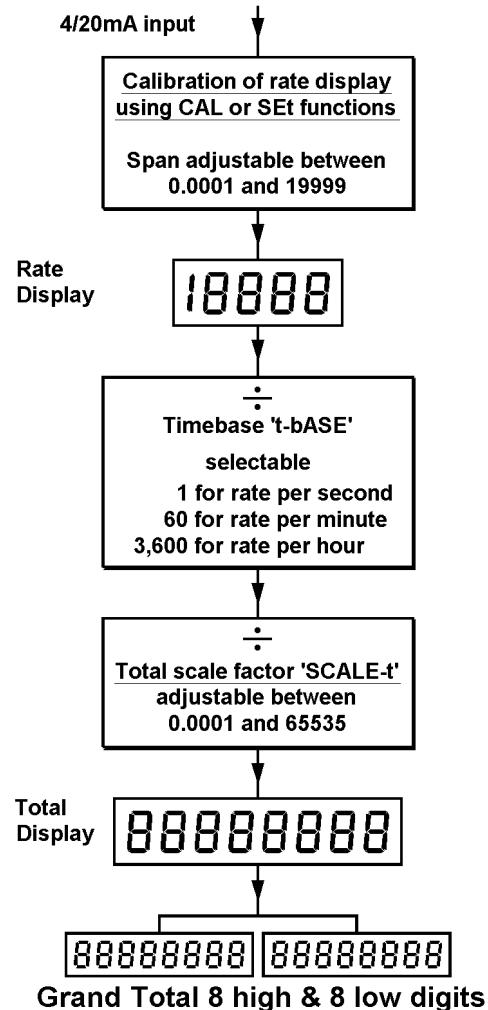 4/20mA input
Calibration of rate display
using CAL or SEt functions
Span adjustable between
0.0001 and 19999
Rate
Display
18888
÷
Timebase 't-bASE'
selectable
1 for rate per second
60 for rate per minute
3,600 for rate per hour
÷
Total scale factor 'SCALE-t'
adjustable between
0.0001 and 65535
Total
Display
88888888
88888888 88888888
Grand Total 8 high & 8 low digits